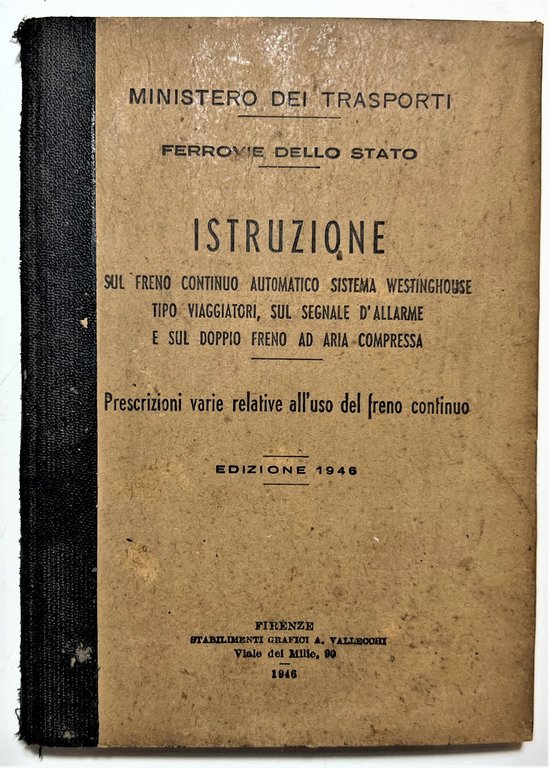 MINISTERO DEI TRASPORTI
FERROVIE DELLO STATO
ISTRUZIONE
SUL FRENO CONTINUO AUTOMATICO SISTEMA WESTINGHOUSE
TIPO VIAGGIATORI, SUL SEGNALE D'ALLARME
E SUL DOPPIO FRENO AD ARIA COMPRESSA
Prescrizioni varie relative all'uso del freno continuo
EDIZIONE 1946
FIRENZE
STABILIMENTI GRAFICI A. VALLECCHI
Viale dei Mille, 90
1946